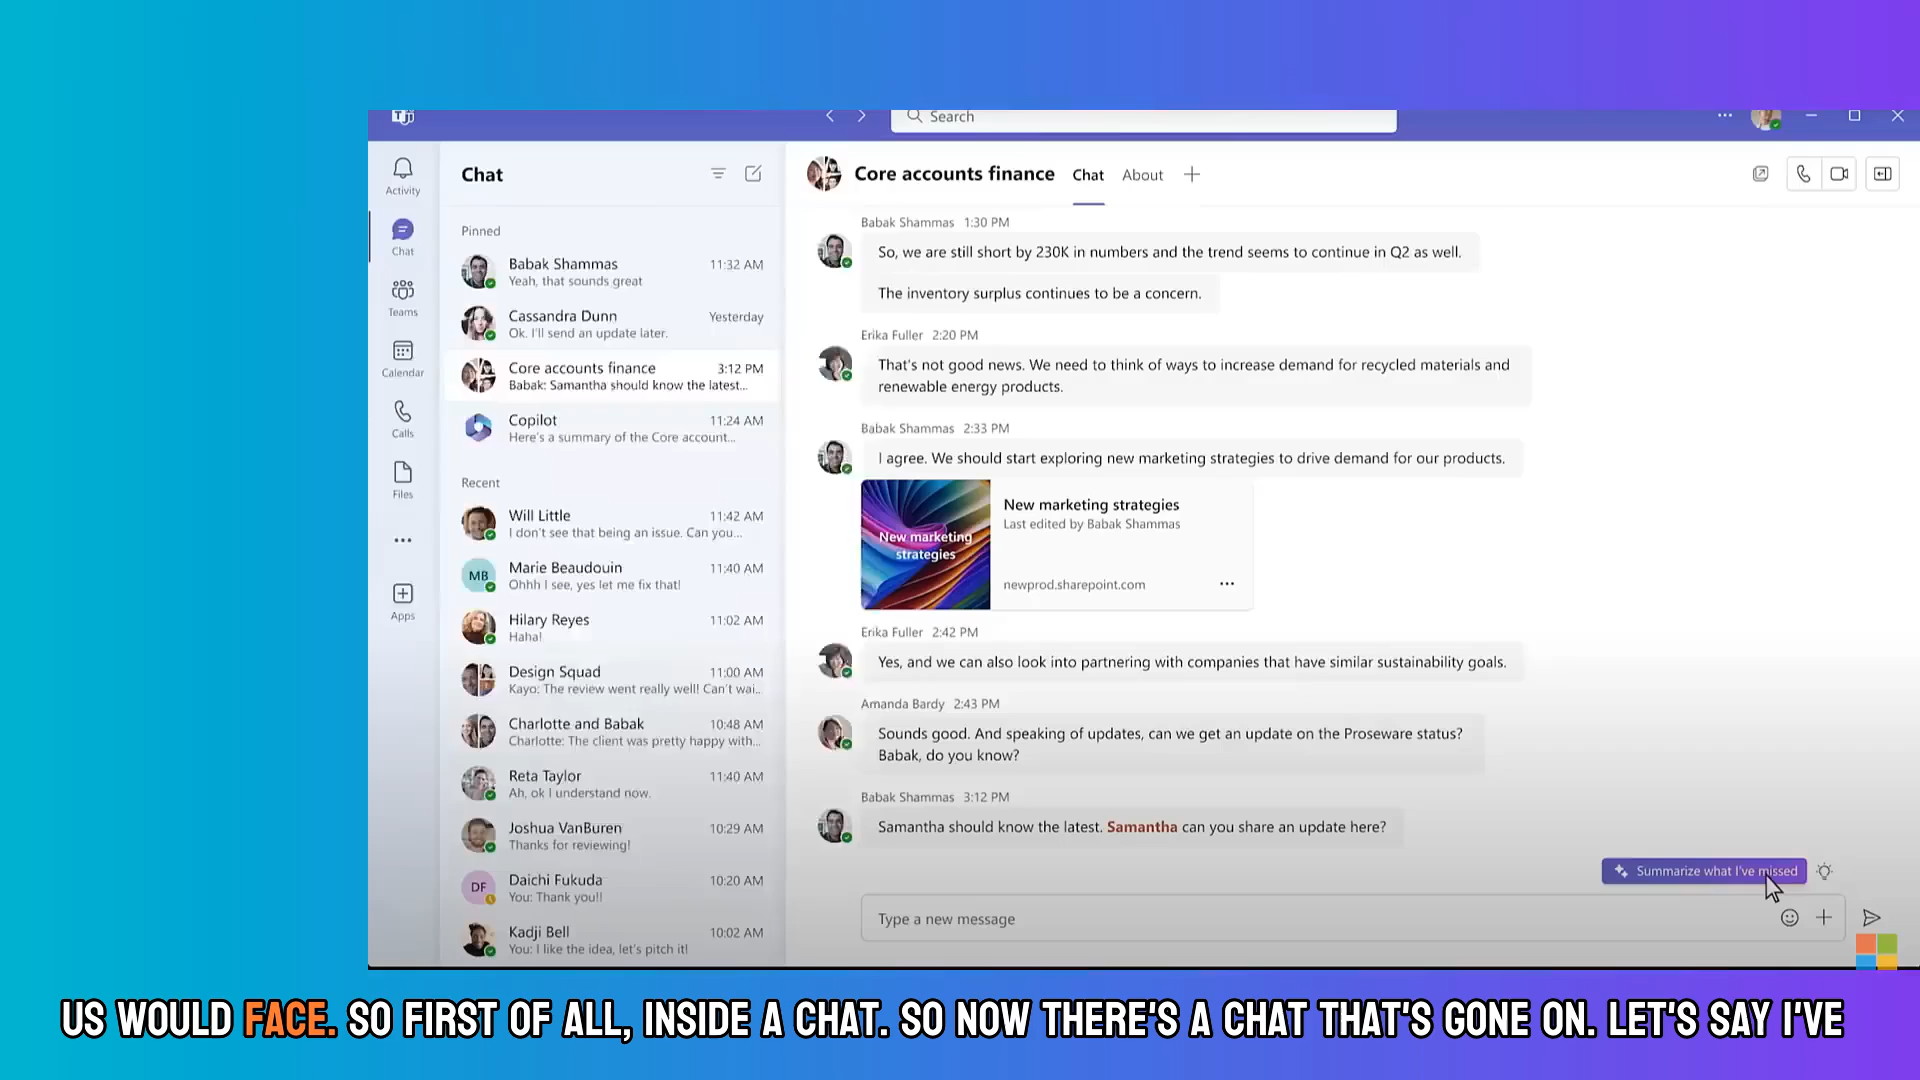 Search
Activity
Chat
Teams
Calendar
Calls
Files
Apps
Chat
Pinned
Babak Shammas 11:32 AM
Yeah, that sounds great
Cassandra Dunn Yesterday
Ok. I'll send an update later.
Core accounts finance 3:12 PM
Babak: Samantha should know the latest...
Copilot 11:24 AM
Here's a summary of the Core account...
Recent
Will Little 11:42 AM
I don't see that being an issue. Can you...
MB
Marie Beaudouin 11:40 AM
Ohhh I see, yes let me fix that!
Hilary Reyes 11:02 AM
Haha!
Design Squad 11:00 AM
Kayo: The review went really well! Can't wai..
Charlotte and Babak 10:48 AM
Charlotte: The client was pretty happy with...
Reta Taylor 11:40 AM
Ah, ok I understand now.
Joshua VanBuren 10:29 AM
Thanks for reviewing!
DF
Daichi Fukuda 10:20 AM
You: Thank you!!
Kadji Bell 10:02 AM
You: I like the idea, let's pitch it!
Core accounts finance Chat About
Babak Shammas 1:30 PM
So, we are still short by 230K in numbers and the trend seems to continue in Q2 as well.
The inventory surplus continues to be a concern.
Erika Fuller 2:20 PM
That's not good news. We need to think of ways to increase demand for recycled materials and
renewable energy products.
Babak Shammas 2:33 PM
I agree. We should start exploring new marketing strategies to drive demand for our products.
New marketing
strategies
New marketing strategies
Last edited by Babak Shammas
newprod.sharepoint.com
Erika Fuller 2:42 PM
Yes, and we can also look into partnering with companies that have similar sustainability goals.
Amanda Bardy 2:43 PM
Sounds good. And speaking of updates, can we get an update on the Proseware status?
Babak, do you know?
Babak Shammas 3:12 PM
Samantha should know the latest. Samantha can you share an update here?
Summarize what I've missed
Type a new message
US WOULD FACE. SO FIRST OF ALL, INSIDE A CHAT. SO NOW THERE'S A CHAT THAT'S GONE ON. LET'S SAY I'VE